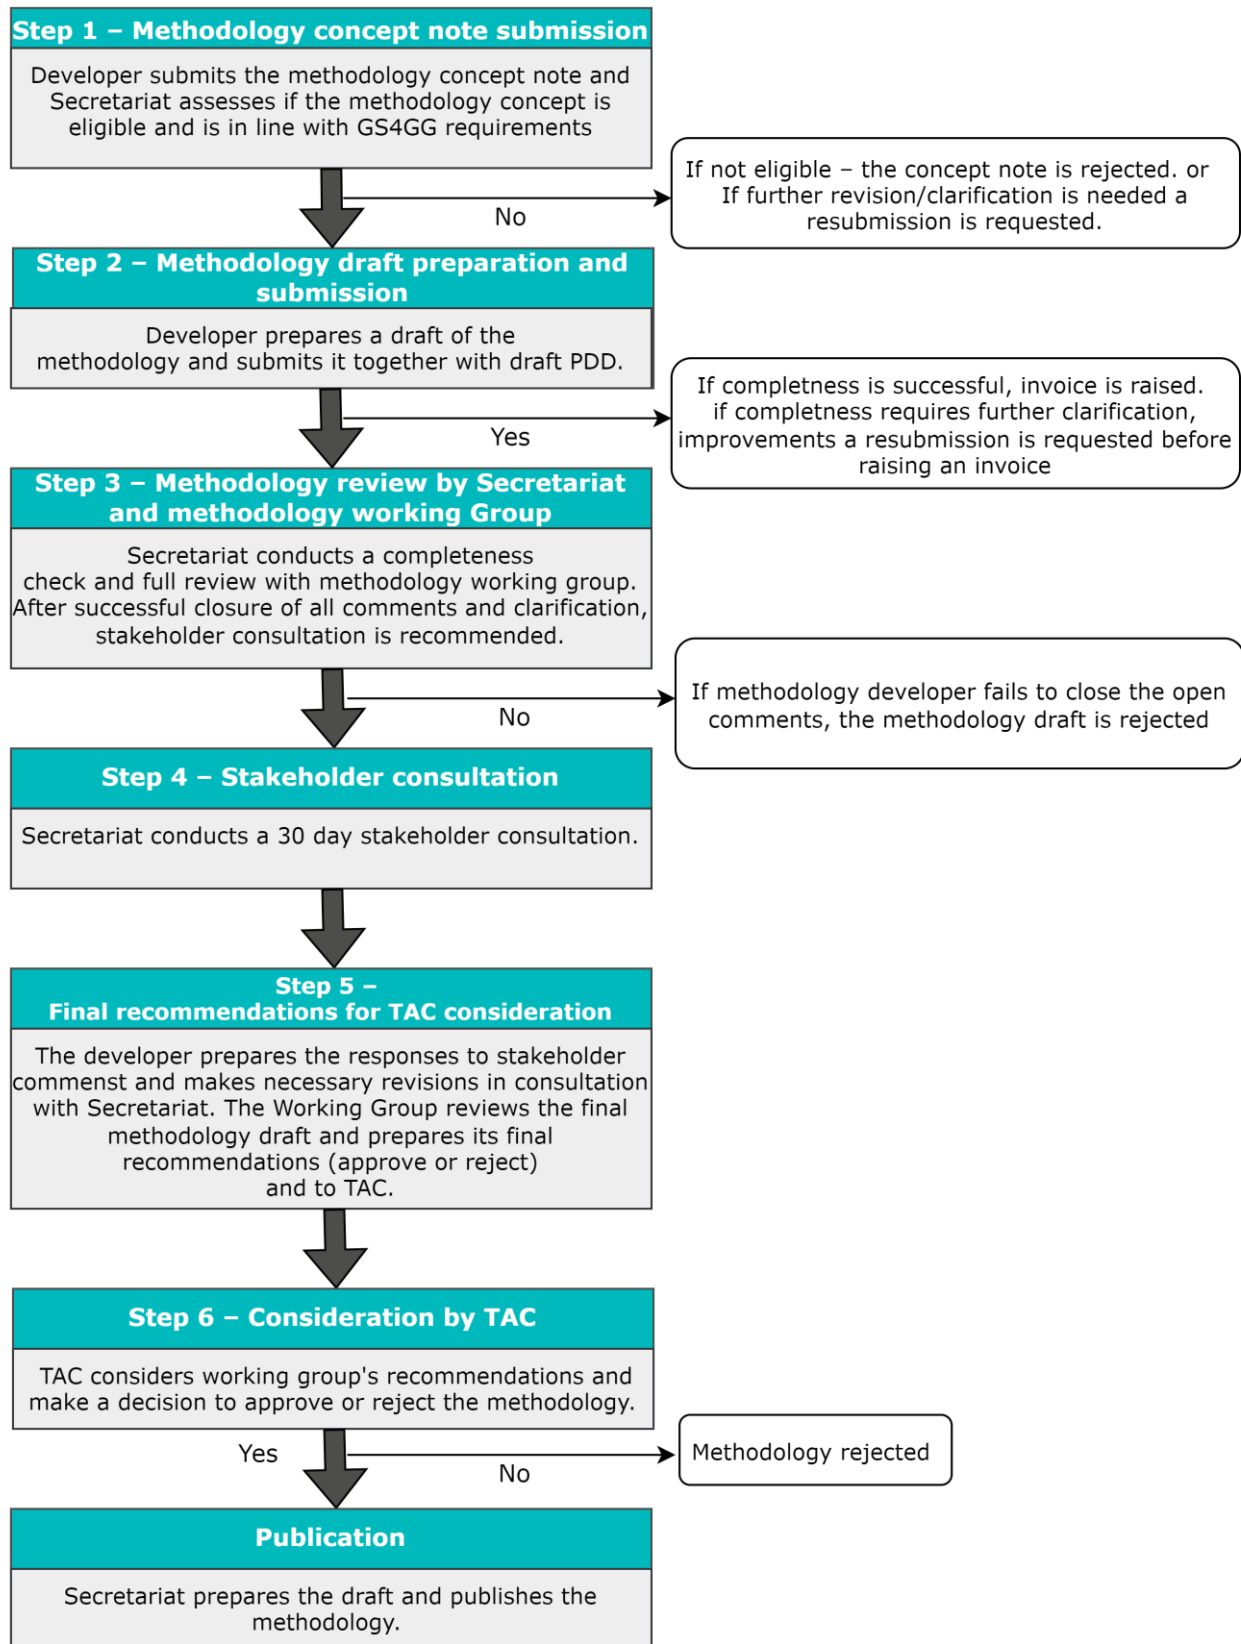 Step 1 – Methodology concept note submission
Developer submits the methodology concept note and
Secretariat assesses if the methodology concept is
eligible and is in line with GS4GG requirements
If not eligible – the concept note is rejected. or
If further revision/clarification is needed a
resubmission is requested.
No
Step 2 – Methodology draft preparation and
submission
Developer prepares a draft of the
methodology and submits it together with draft PDD.
If completness is successful, invoice is raised.
if completness requires further clarification,
improvements a resubmission is requested before
raising an invoice
Yes
Step 3 – Methodology review by Secretariat
and methodology working Group
Secretariat conducts a completeness
check and full review with methodology working group.
After successful closure of all comments and clarification,
stakeholder consultation is recommended.
If methodology developer fails to close the open
comments, the methodology draft is rejected
No
Step 4 – Stakeholder consultation
Secretariat conducts a 30 day stakeholder consultation.
Step 5 –
Final recommendations for TAC consideration
The developer prepares the responses to stakeholder
commenst and makes necessary revisions in consultation
with Secretariat. The Working Group reviews the final
methodology draft and prepares its final
recommendations (approve or reject)
and to TAC.
Step 6 – Consideration by TAC
TAC considers working group's recommendations and
make a decision to approve or reject the methodology.
Yes
No
Methodology rejected
Publication
Secretariat prepares the draft and publishes the
methodology.